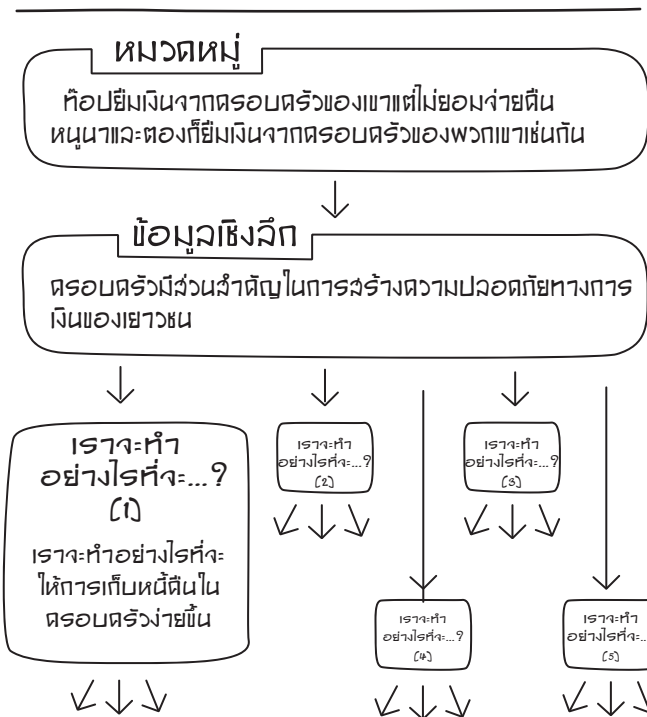 หมวดหมู่
ท๊อปยืมเงินจากครอบครัวของเขาแต่ไม่ยอมจ่ายคืน
หนูนาและตองก็ยืมเงินจากครอบครัวของพวกเขาเช่นกัน
ข้อมูลเชิงลึก
ครอบครัวมีส่วนสำคัญในการสร้างความปลอดภัยทางการ
เงินของเยาวชน
เราจะทำ
อย่างไรที่จะ...?
(1)
เราจะทำอย่างไรที่จะ
ให้การเก็บหนี้คืนใน
ครอบครัวง่ายขึ้น
เราจะทำ
อย่างไรที่จะ...?
(2)
เราจะทำ
อย่างไรที่จะ...?
(3)
เราจะทำ
อย่างไรที่จะ...?
(4)
เราจะทำ
อย่างไรที่จะ...
(5)